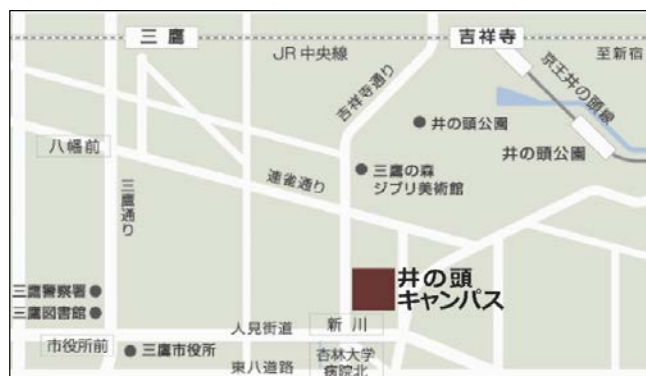 三鷹
吉祥寺
JR中央線
至新宿
吉祥寺通り
京王井の頭線
井の頭公園
井の頭公園
八幡前
連雀通り
三鷹の森
ジブリ美術館
三鷹通り
井の頭
キャンパス
三鷹警察署
三鷹図書館
人見街道
新川
市役所前
三鷹市役所
東八道路
杏林大学
病院北